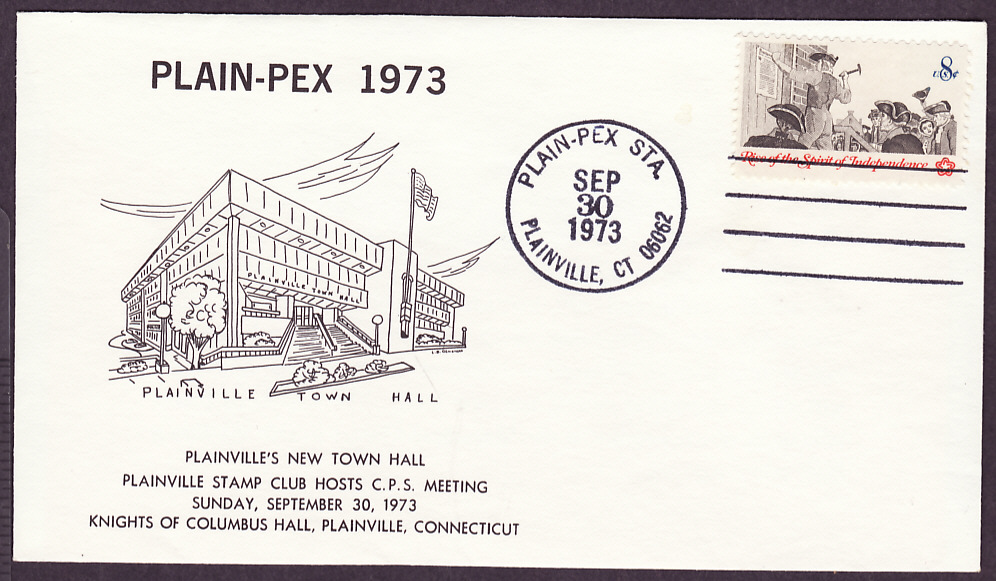 PLAIN-PEX 1973
8
U.S. ¢
Rise of the Spirit of Independence
PLAIN-PEX STA.
SEP
30
1973
PLAINVILLE, CT 06062
PLAINVILLE TOWN HALL
PLAINVILLE TOWN HALL
PLAINVILLE'S NEW TOWN HALL
PLAINVILLE STAMP CLUB HOSTS C.P.S. MEETING
SUNDAY, SEPTEMBER 30, 1973
KNIGHTS OF COLUMBUS HALL, PLAINVILLE, CONNECTICUT